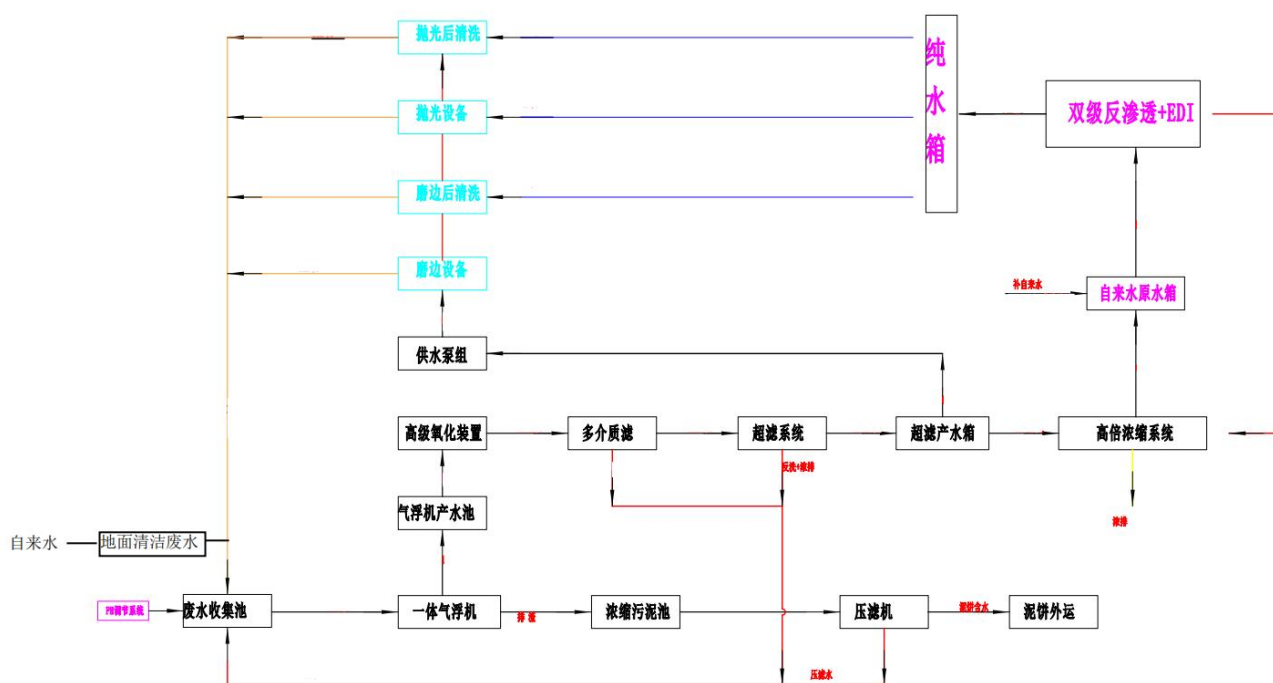 抛光后清洗
纯水箱
双级反渗透+EDI
抛光设备
磨边后清洗
磨边设备
补自来水
自来水原水箱
供水泵组
高级氧化装置
多介质滤
超滤系统
超滤产水箱
高倍浓缩系统
反洗+浓排
气浮机产水池
浓排
自来水
地面清洁废水
PH调节系统
废水收集池
一体气浮机
排渣
浓缩污泥池
压滤机
泥饼含水
泥饼外运
压滤水